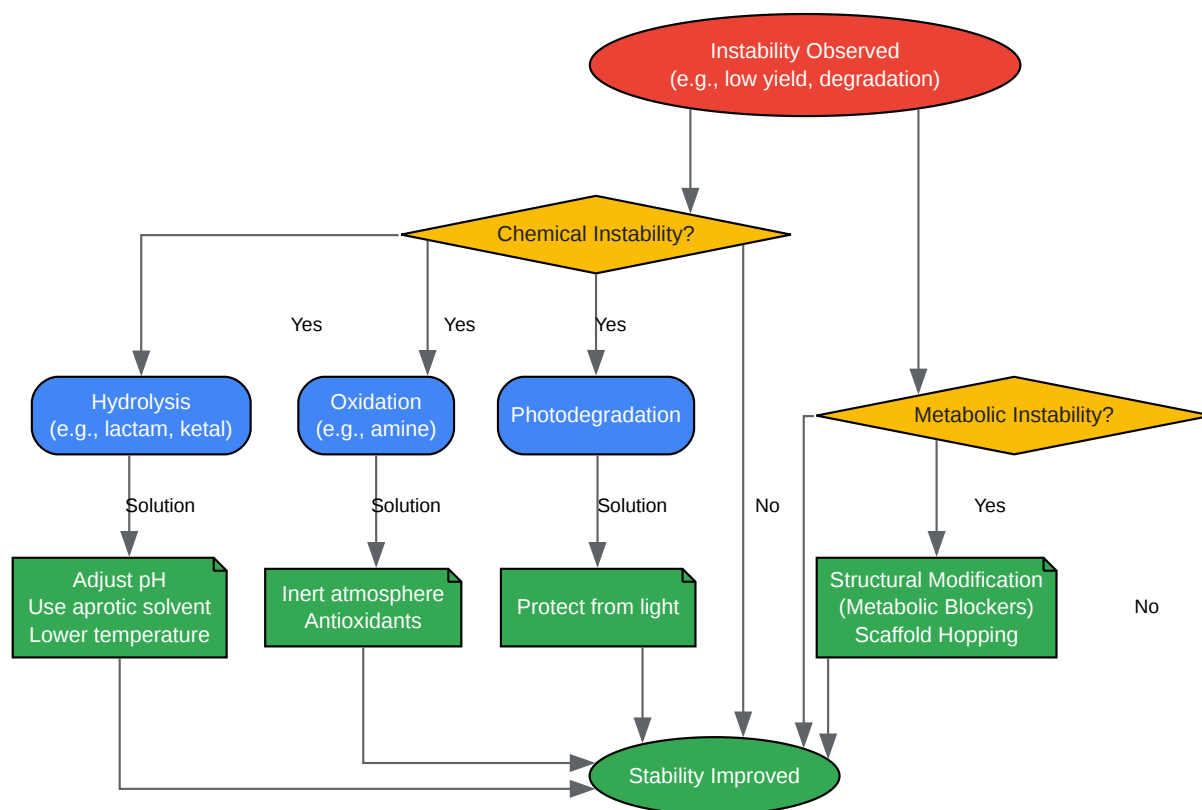 Instability Observed
(e.g., low yield, degradation)
Chemical Instability?
Yes
Yes
Yes
Hydrolysis
(e.g., lactam, ketal)
Oxidation
(e.g., amine)
Photodegradation
Metabolic Instability?
Solution
Solution
Solution
No
Yes
Adjust pH
Use aprotic solvent
Lower temperature
Inert atmosphere
Antioxidants
Protect from light
Structural Modification
(Metabolic Blockers)
Scaffold Hopping
No
Stability Improved